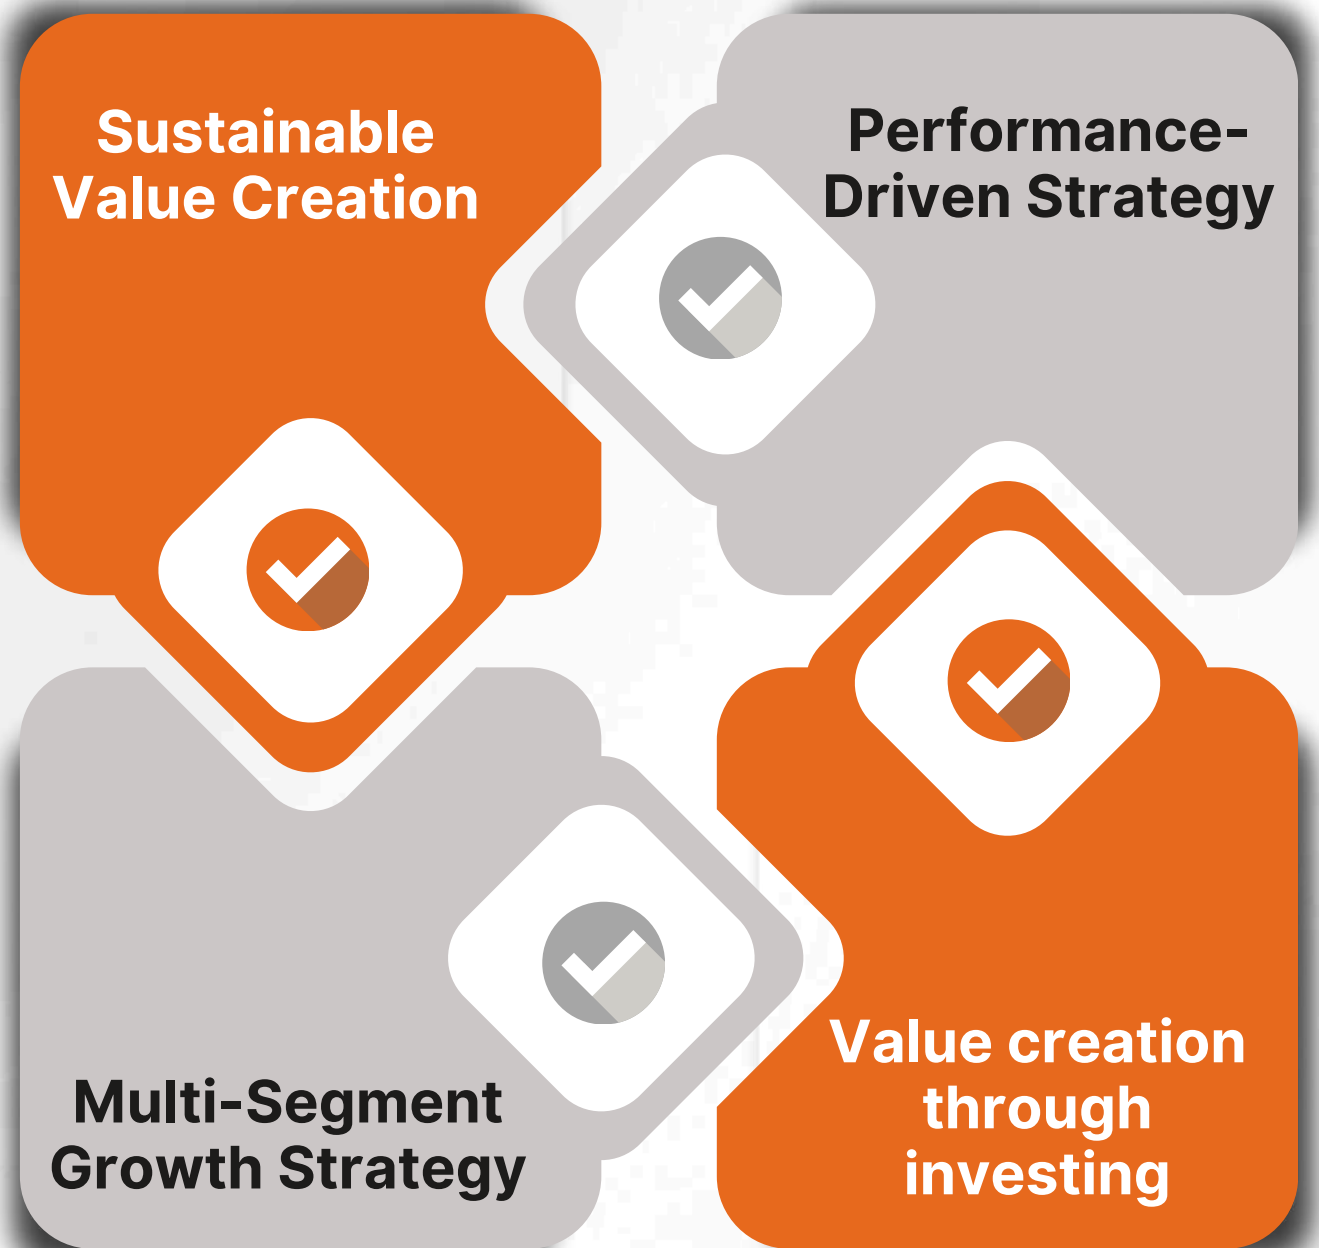 Sustainable
Value Creation
Performance-
Driven Strategy
Multi-Segment
Growth Strategy
Value creation
through
investing